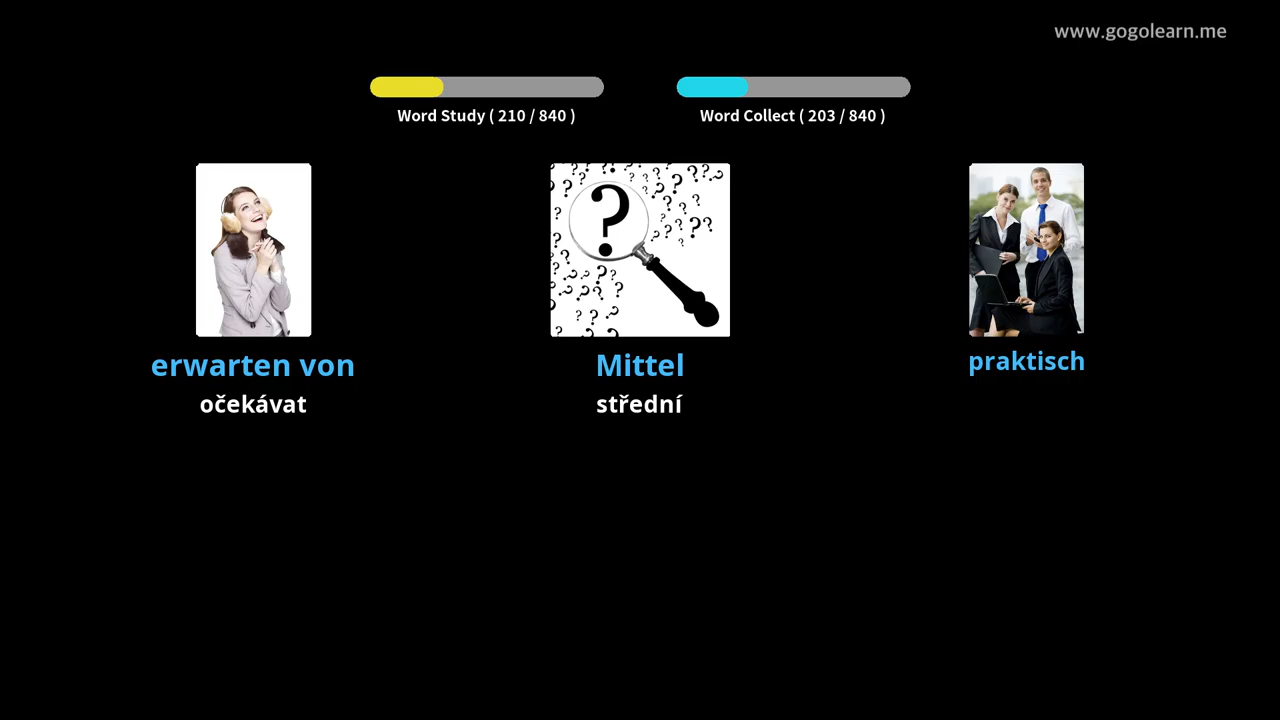 www.gogolearn.me
Word Study ( 210 / 840 )
Word Collect ( 203 / 840 )
erwarten von
očekávat
Mittel
střední
praktisch